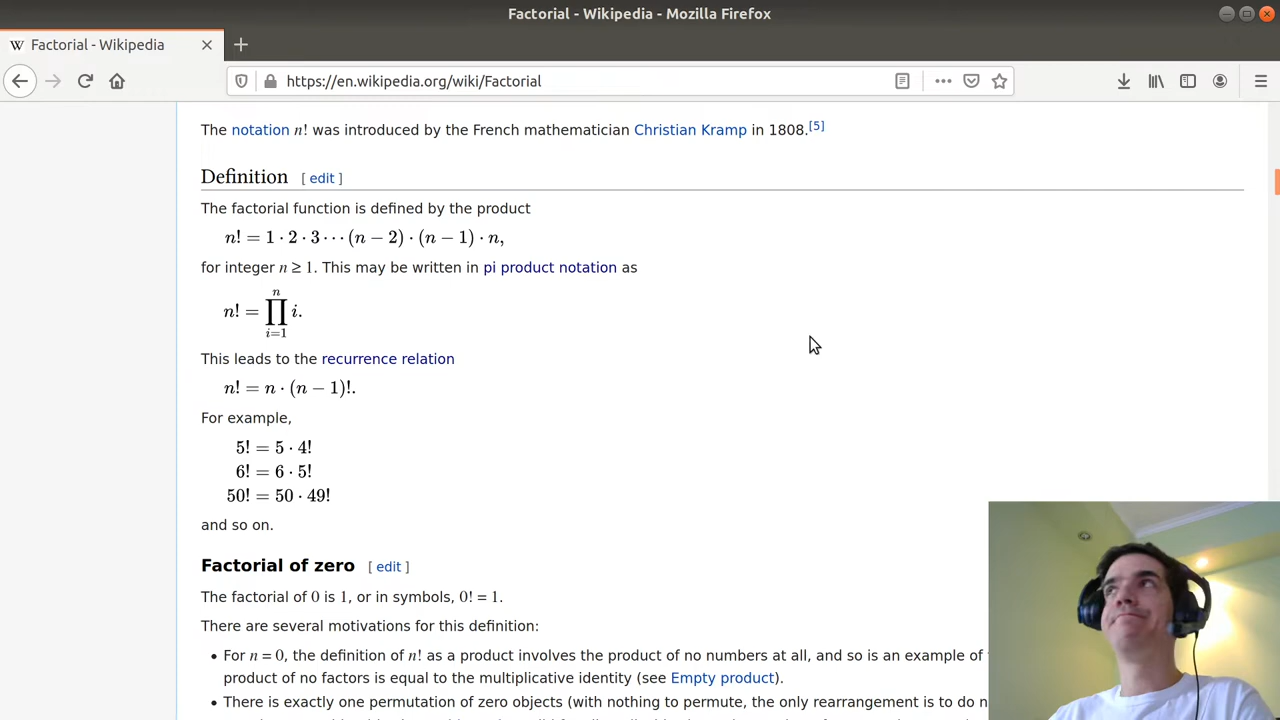 Factorial - Wikipedia - Mozilla Firefox
W Factorial - Wikipedia
https://en.wikipedia.org/wiki/Factorial
The notation n! was introduced by the French mathematician Christian Kramp in 1808.[5]
Definition [ edit ]
The factorial function is defined by the product
n! = 1 · 2 · 3 ··· (n − 2) · (n − 1) · n,
for integer n ≥ 1. This may be written in pi product notation as
n! = ∏_{i=1}^{n} i.
This leads to the recurrence relation
n! = n · (n − 1)!.
For example,
5! = 5 · 4!
6! = 6 · 5!
50! = 50 · 49!
and so on.
Factorial of zero [ edit ]
The factorial of 0 is 1, or in symbols, 0! = 1.
There are several motivations for this definition:
• For n = 0, the definition of n! as a product involves the product of no numbers at all, and so is an example of
product of no factors is equal to the multiplicative identity (see Empty product).
• There is exactly one permutation of zero objects (with nothing to permute, the only rearrangement is to do n